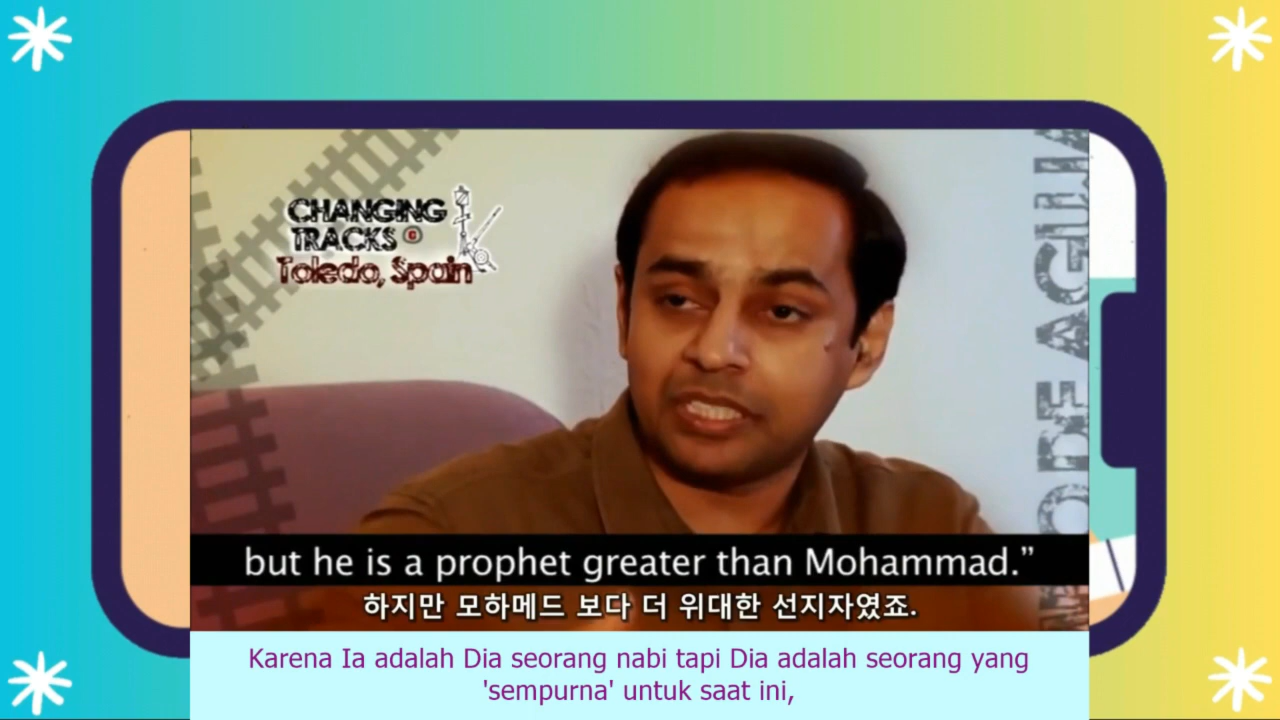 CHANGING
TRACKS
Toledo, Spain
but he is a prophet greater than Mohammad.”
하지만 모하메드 보다 더 위대한 선지자였죠.
Karena Ia adalah Dia seorang nabi tapi Dia adalah seorang yang
'sempurna' untuk saat ini,